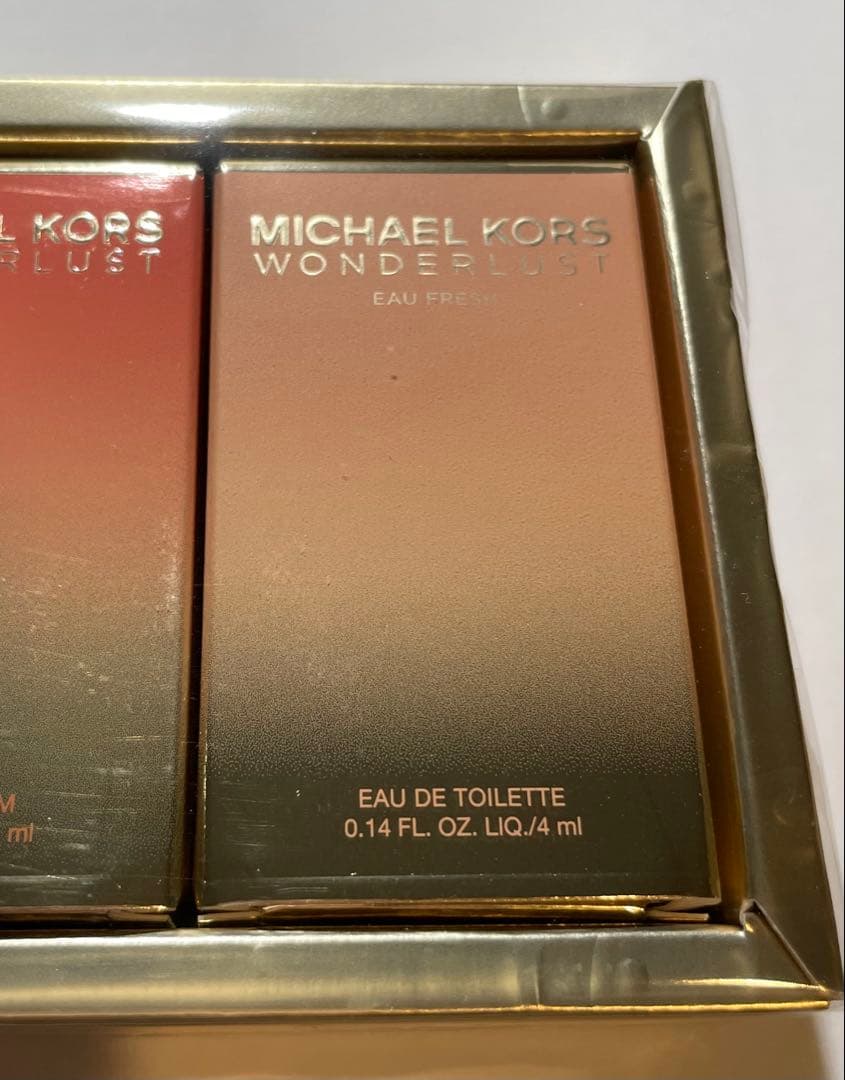 L KORS
RLUST
M
ml
MICHAEL KORS
WONDERLUST
EAU FRESH
EAU DE TOILETTE
0.14 FL. OZ. LIQ./4 ml